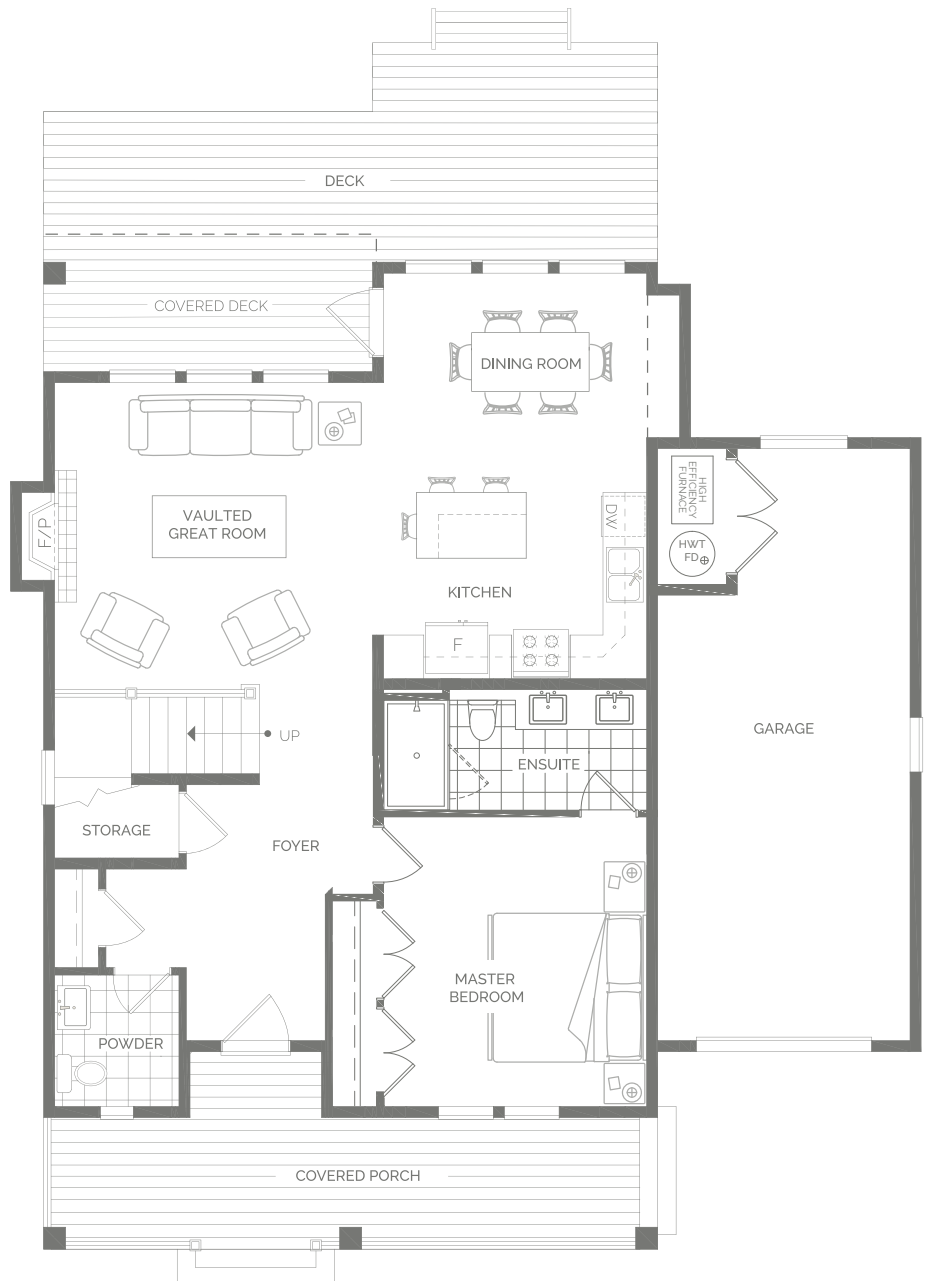 DECK
COVERED DECK
DINING ROOM
HIGH
EFFICIENCY
FURNACE
DW
F/P
VAULTED
GREAT ROOM
HWT
FD
KITCHEN
F
UP
GARAGE
ENSUITE
STORAGE
FOYER
MASTER
BEDROOM
POWDER
COVERED PORCH